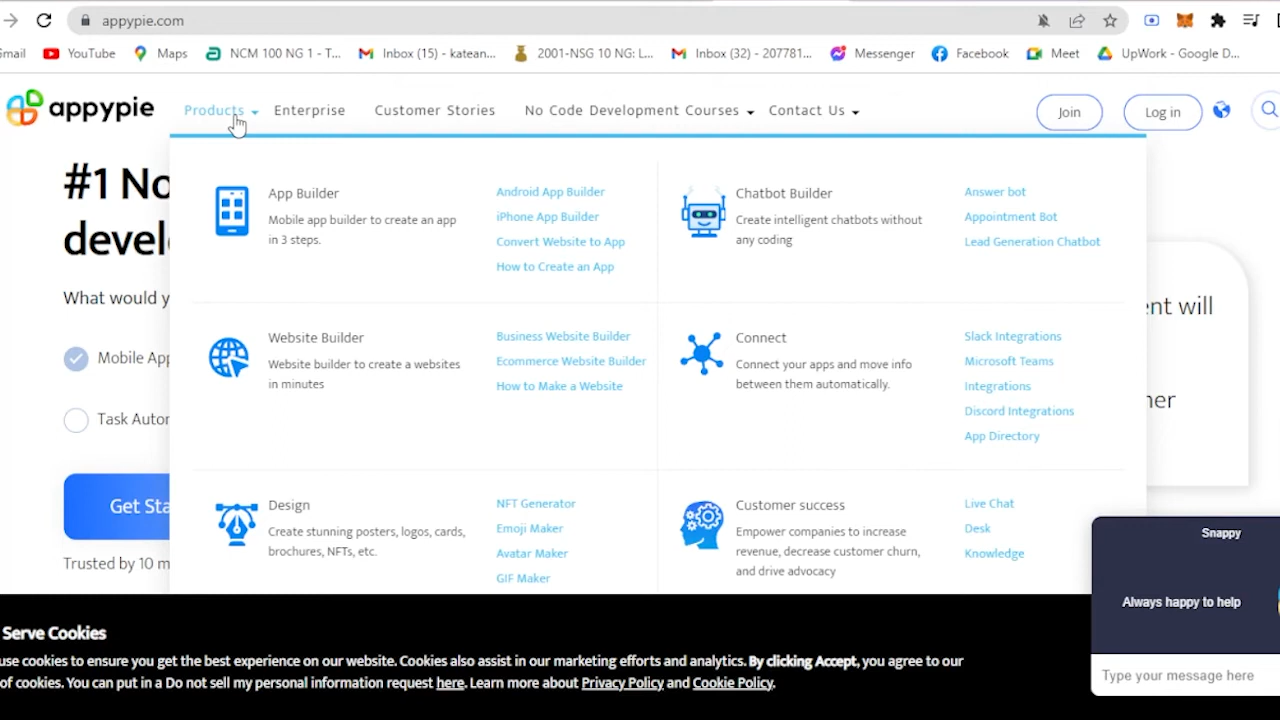 appypie.com
mail
YouTube
Maps
NCM 100 NG 1 - T...
Inbox (15) - katean...
2001-NSG 10 NG: L...
Inbox (32) - 207781...
Messenger
Facebook
Meet
UpWork - Google D...
appypie
Products
Enterprise
Customer Stories
No Code Development Courses
Contact Us
Join
Log in
#1 No
devel
What would y
Mobile App
Task Auton
Get Sta
Trusted by 10 m
App Builder
Mobile app builder to create an app
in 3 steps.
Android App Builder
iPhone App Builder
Convert Website to App
How to Create an App
Chatbot Builder
Create intelligent chatbots without
any coding
Answer bot
Appointment Bot
Lead Generation Chatbot
Website Builder
Website builder to create a websites
in minutes
Business Website Builder
Ecommerce Website Builder
How to Make a Website
Connect
Connect your apps and move info
between them automatically.
Slack Integrations
Microsoft Teams
Integrations
Discord Integrations
App Directory
Design
Create stunning posters, logos, cards,
brochures, NFTs, etc.
NFT Generator
Emoji Maker
Avatar Maker
GIF Maker
Customer success
Empower companies to increase
revenue, decrease customer churn,
and drive advocacy
Live Chat
Desk
Knowledge
ent will
ner
Snappy
Always happy to help
Type your message here
Serve Cookies
use cookies to ensure you get the best experience on our website. Cookies also assist in our marketing efforts and analytics. By clicking Accept, you agree to our
of cookies. You can put in a Do not sell my personal information request here. Learn more about Privacy Policy and Cookie Policy.